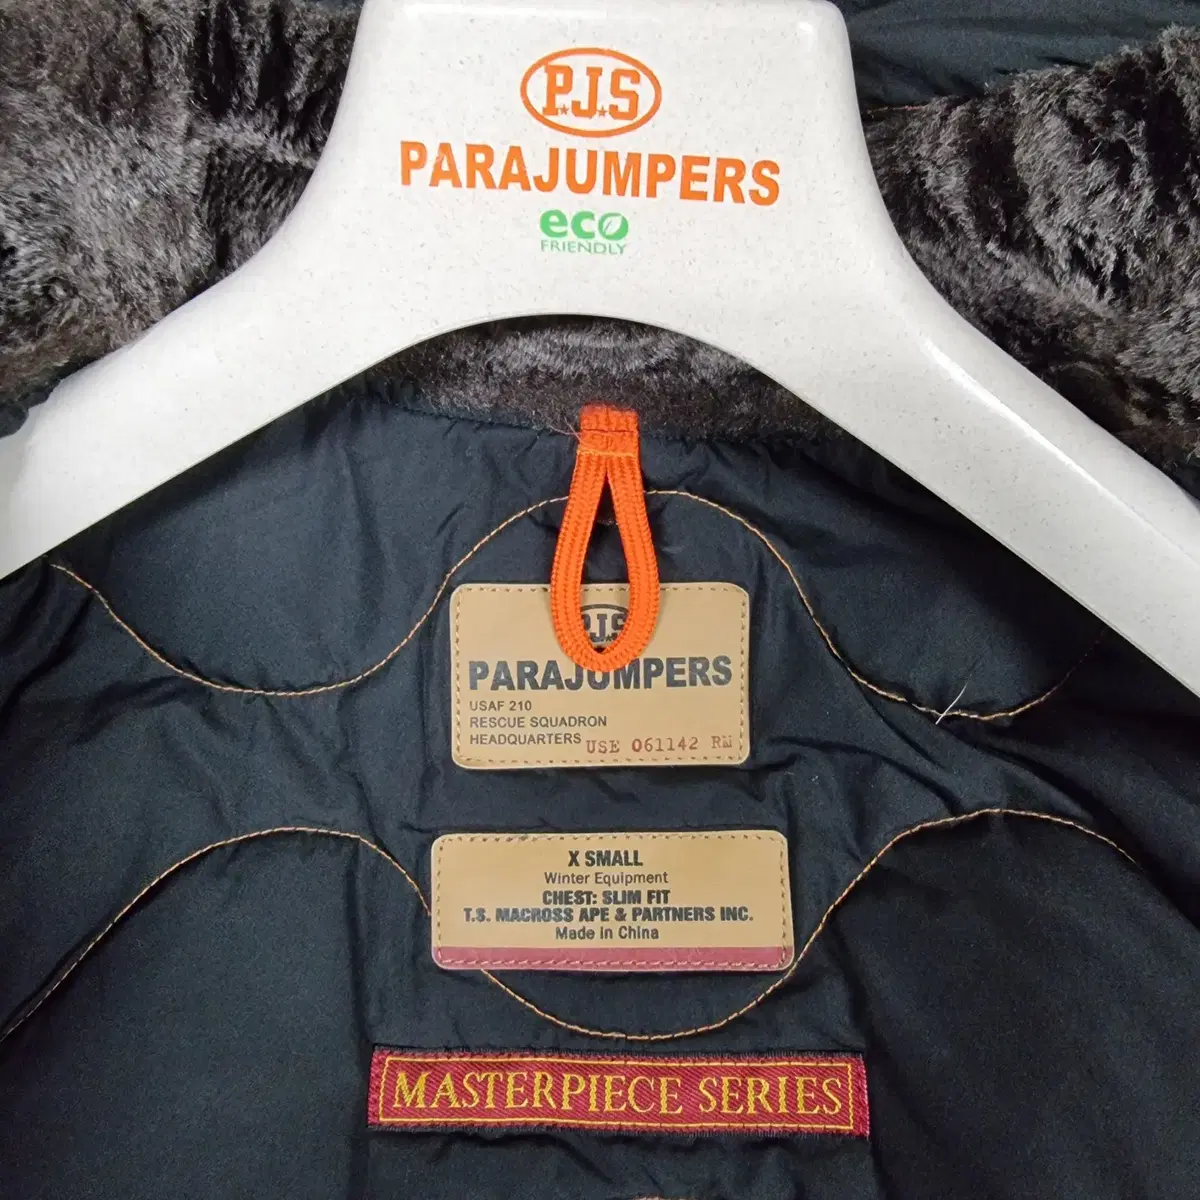 P.J.S
PARAJUMPERS
eco
FRIENDLY
PJS
PARAJUMPERS
USAF 210
RESCUE SQUADRON
HEADQUARTERS USE 061142 RM
X SMALL
Winter Equipment
CHEST: SLIM FIT
T.S. MACROSS APE & PARTNERS INC.
Made in China
MASTERPIECE SERIES